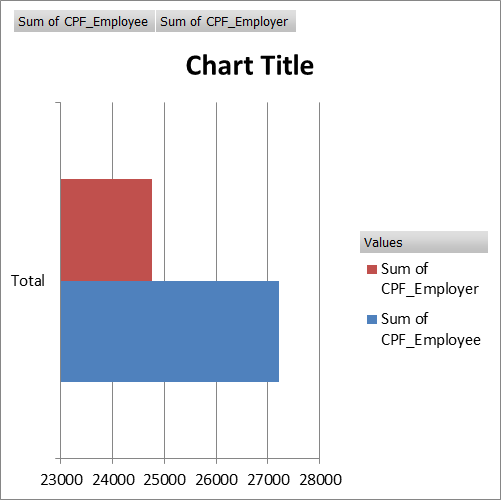 Sum of CPF_Employee Sum of CPF_Employer
Chart Title
Total
23000 24000 25000 26000 27000 28000
Values
Sum of
CPF_Employer
Sum of
CPF_Employee